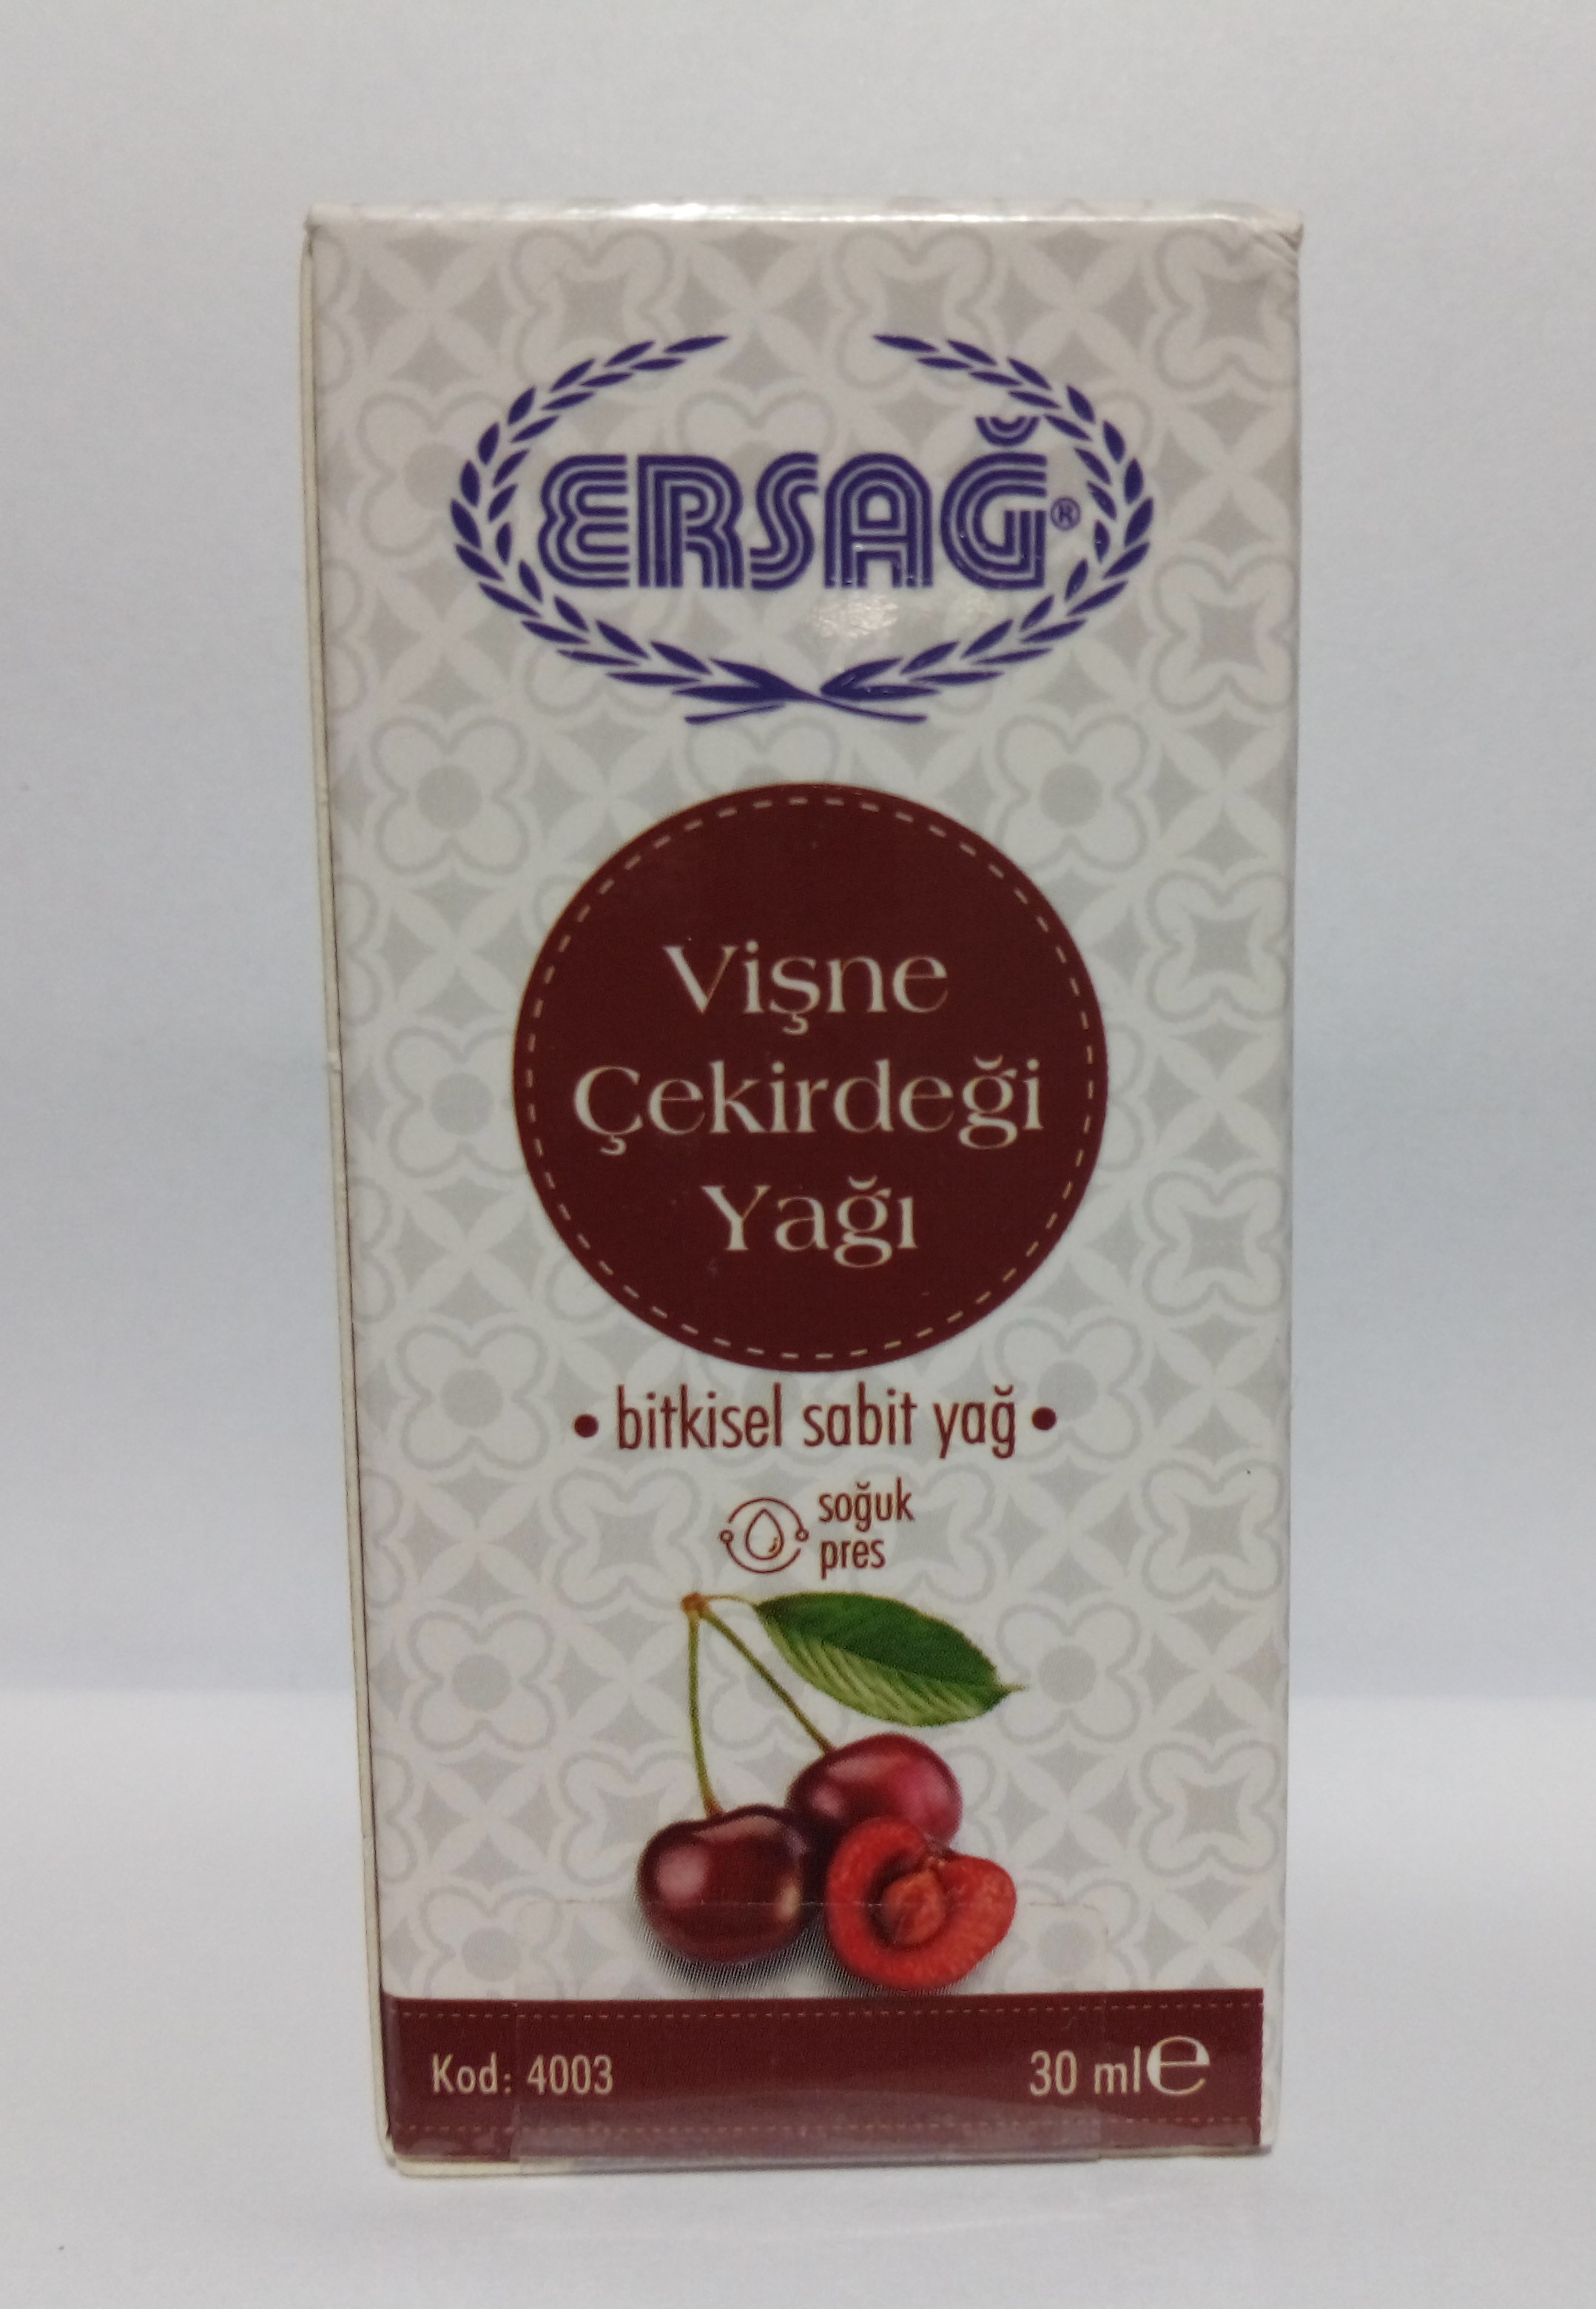 ERSAĞ®
Vişne
Çekirdeği
Yağı
• bitkisel sabit yağ •
soğuk
pres
Kod: 4003
30 ml ℮